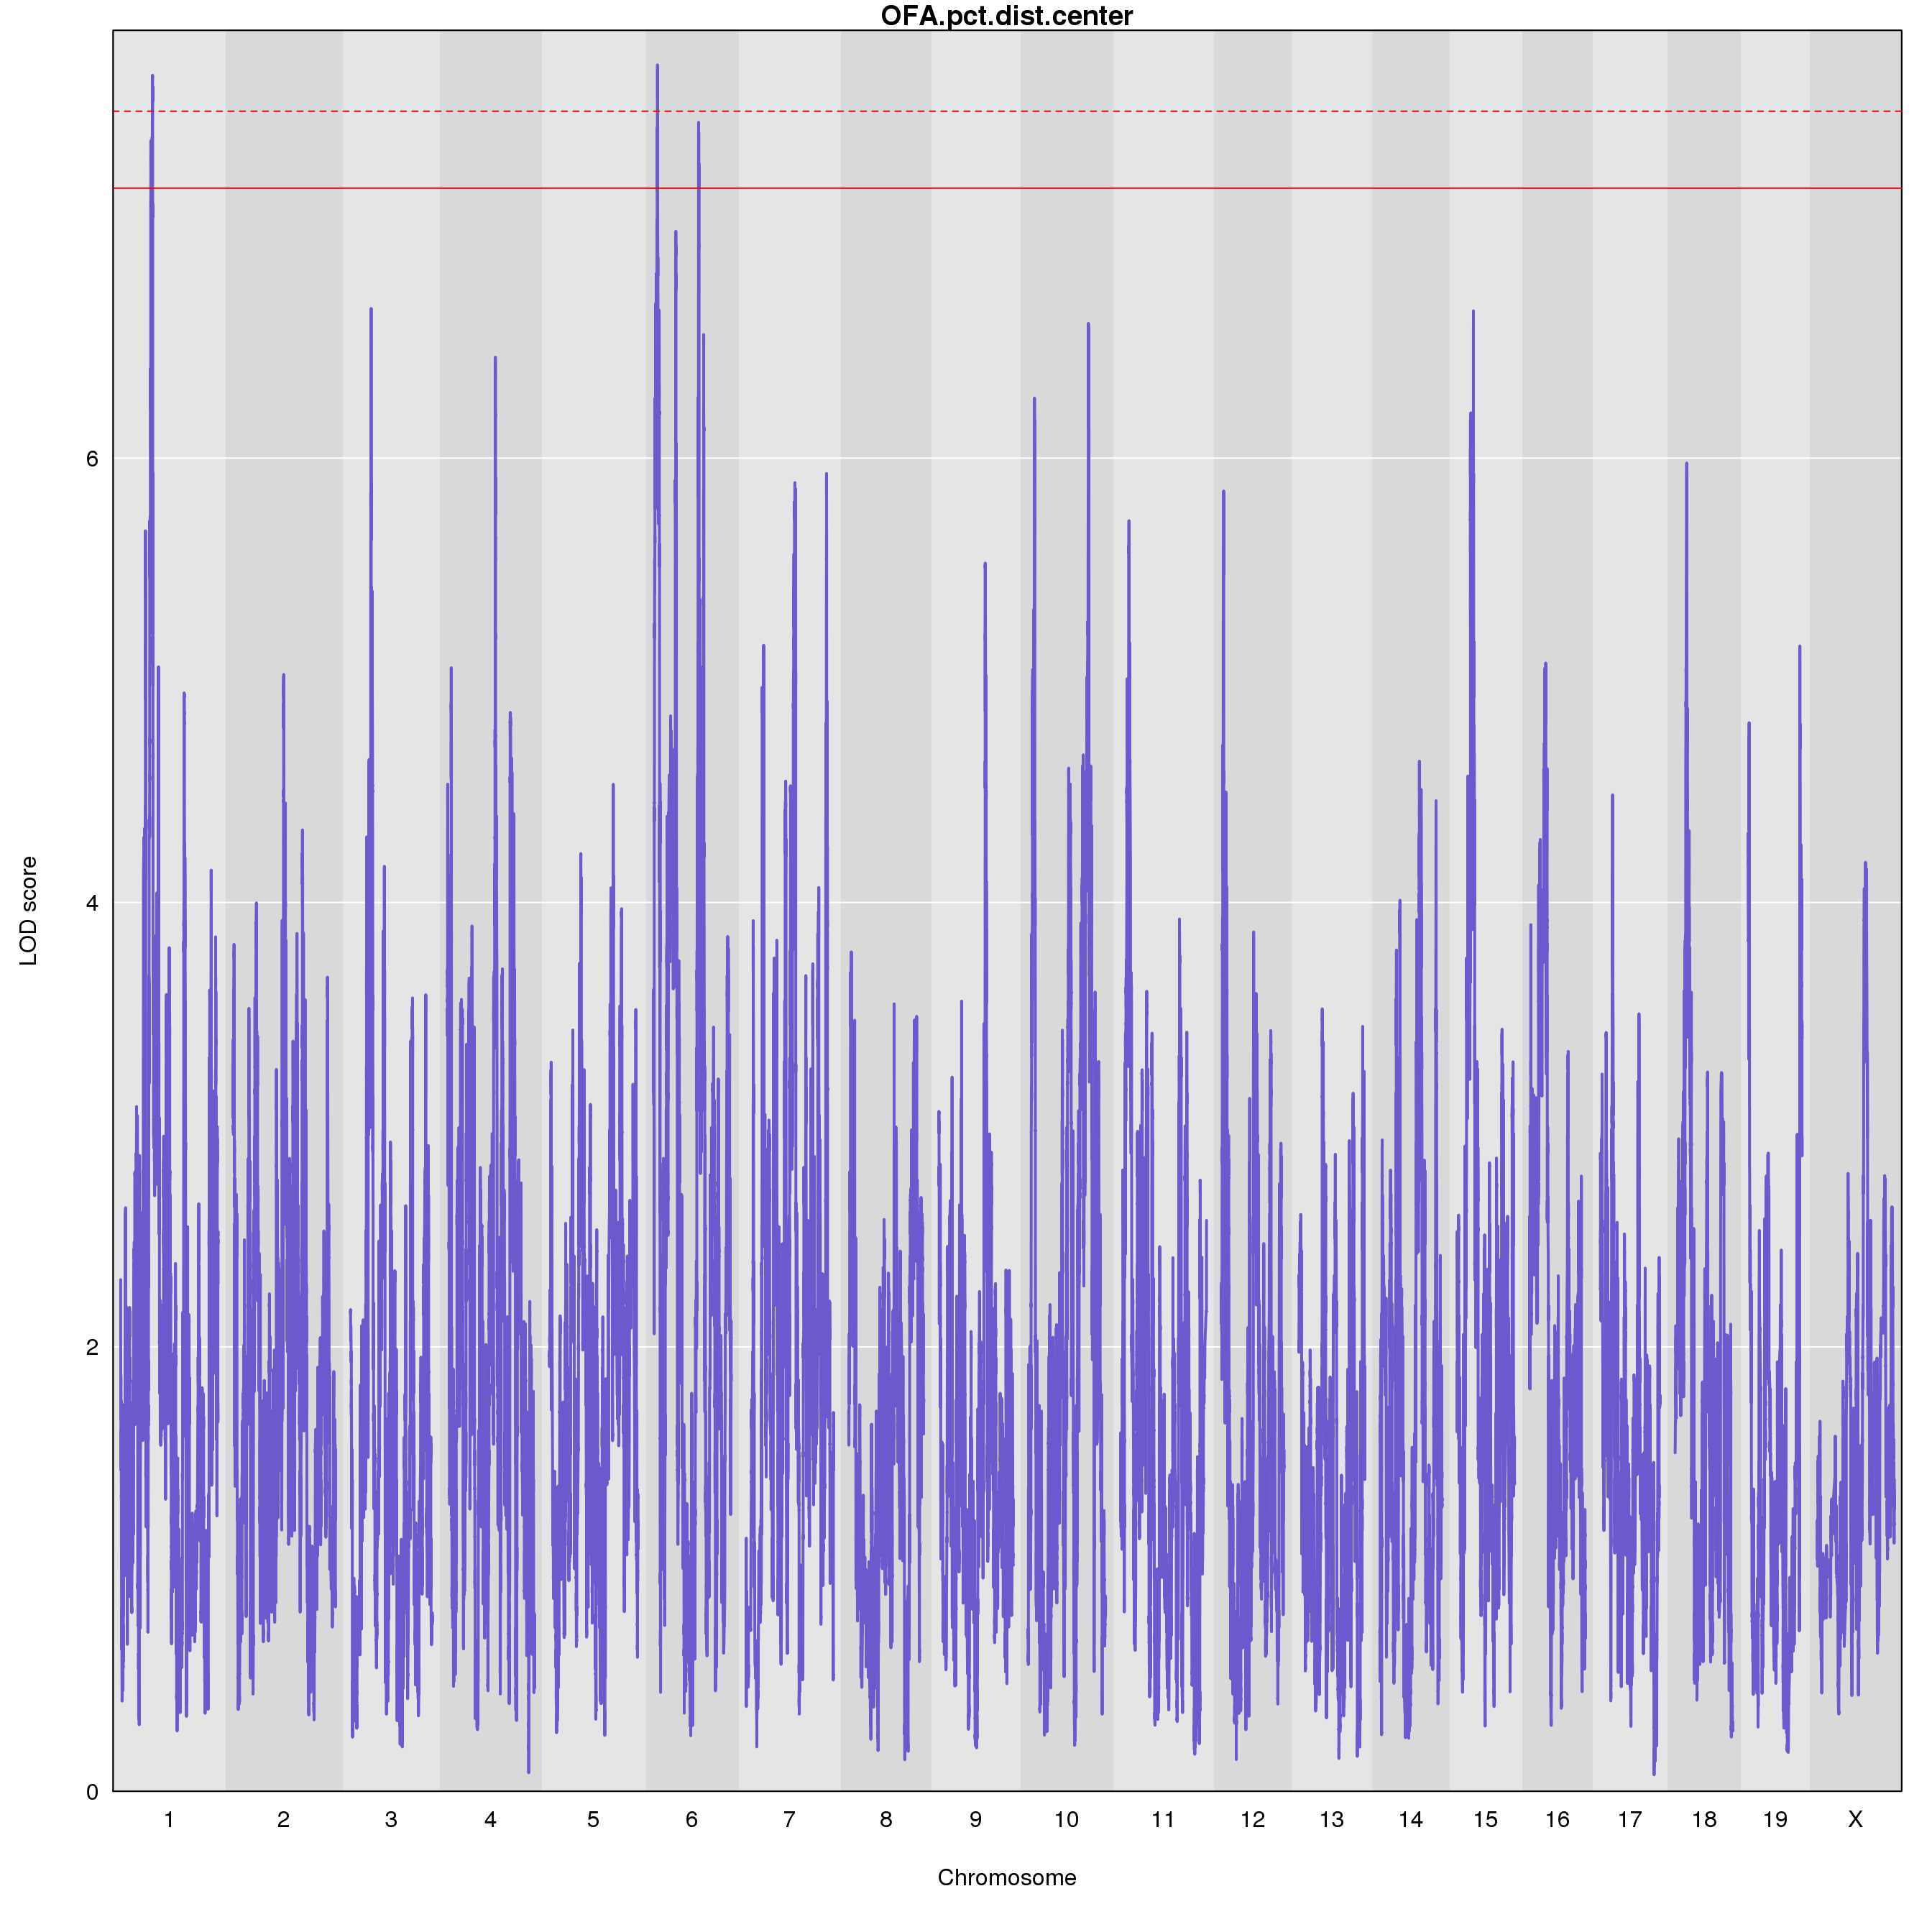 OFA.pct.dist.center
LOD score
6
4
2
0
1 2 3 4 5 6 7 8 9 10 11 12 13 14 15 16 17 18 19 X
Chromosome